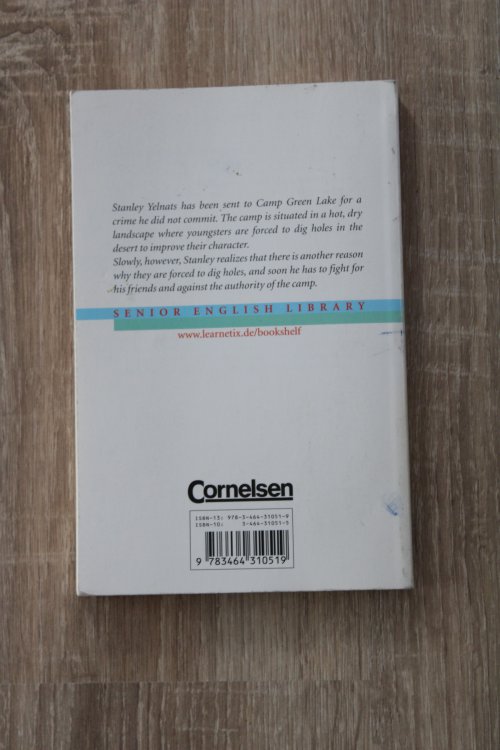 Stanley Yelnats has been sent to Camp Green Lake for a
crime he did not commit. The camp is situated in a hot, dry
landscape where youngsters are forced to dig holes in the
desert to improve their character.
Slowly, however, Stanley realizes that there is another reason
why they are forced to dig holes, and soon he has to fight for
his friends and against the authority of the camp.
SENIOR ENGLISH LIBRARY
www.learnetix.de/bookshelf
Cornelsen
ISBN-13: 978-3-464-31051-9
ISBN-10: 3-464-31051-5
9 783464 310519